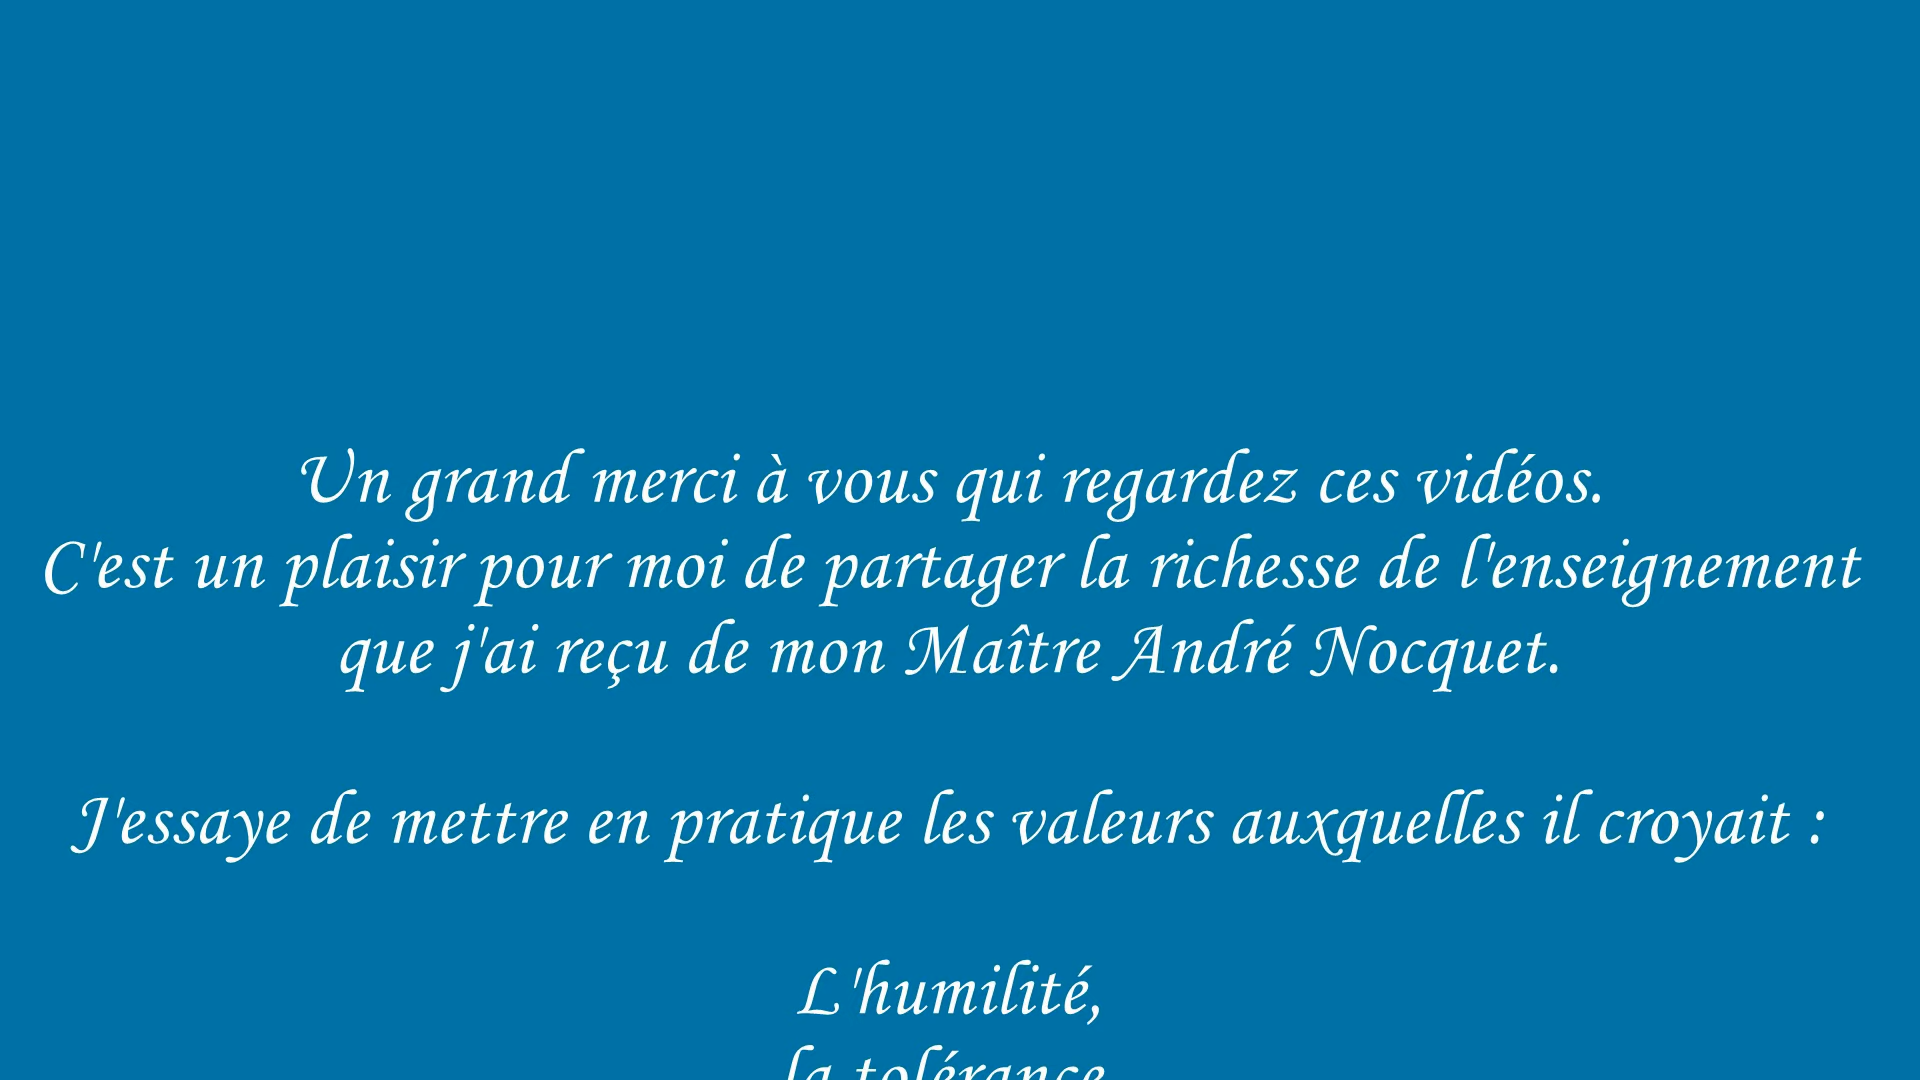 Un grand merci à vous qui regardez ces vidéos.
C'est un plaisir pour moi de partager la richesse de l'enseignement
que j'ai reçu de mon Maître André Nocquet.
J'essaye de mettre en pratique les valeurs auxquelles il croyait :
L'humilité,
la tolérance